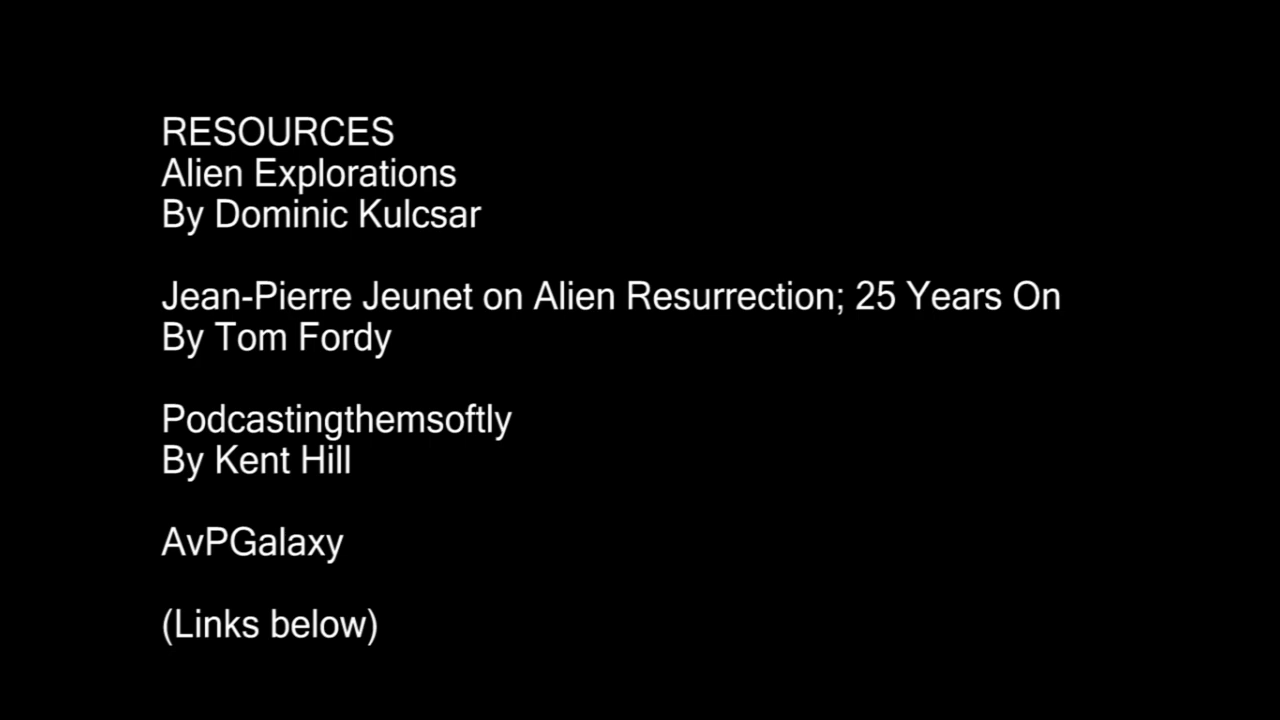 RESOURCES
Alien Explorations
By Dominic Kulcsar
Jean-Pierre Jeunet on Alien Resurrection; 25 Years On
By Tom Fordy
Podcastingthemsoftly
By Kent Hill
AvPGalaxy
(Links below)